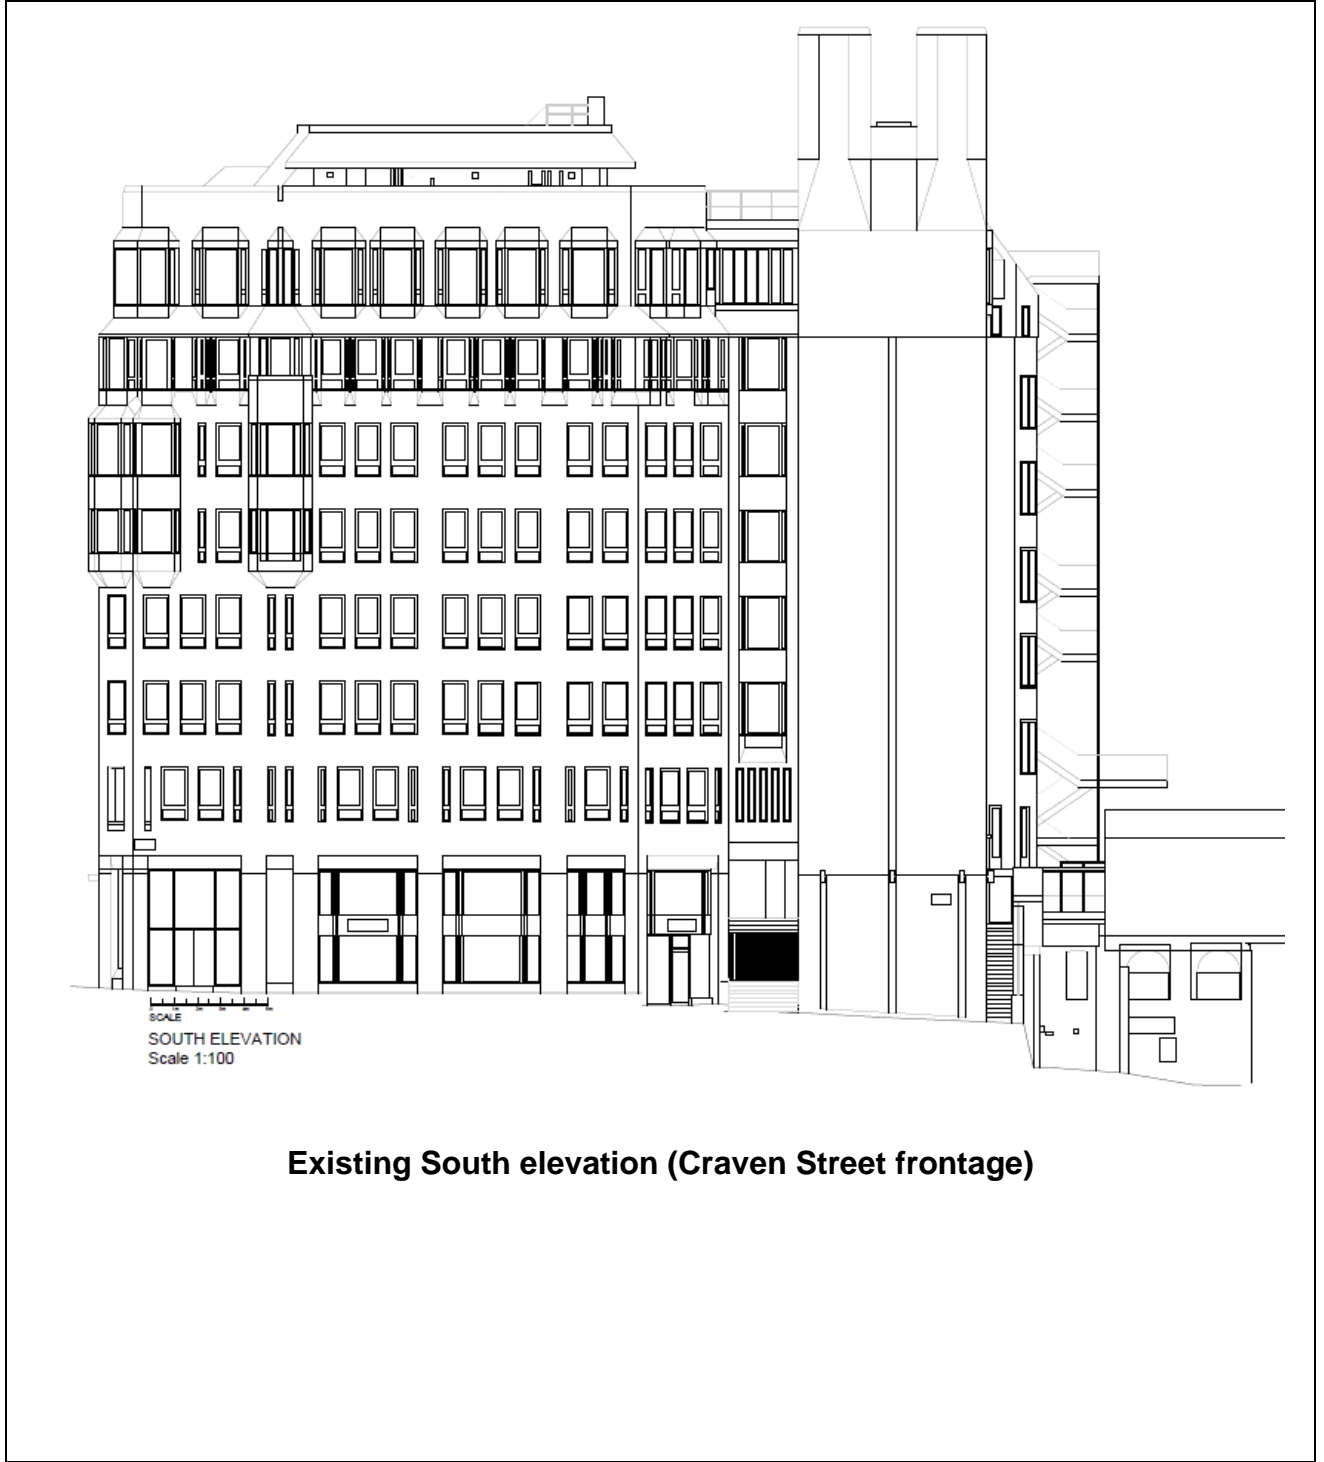 SCALE
SOUTH ELEVATION
Scale 1:100
Existing South elevation (Craven Street frontage)